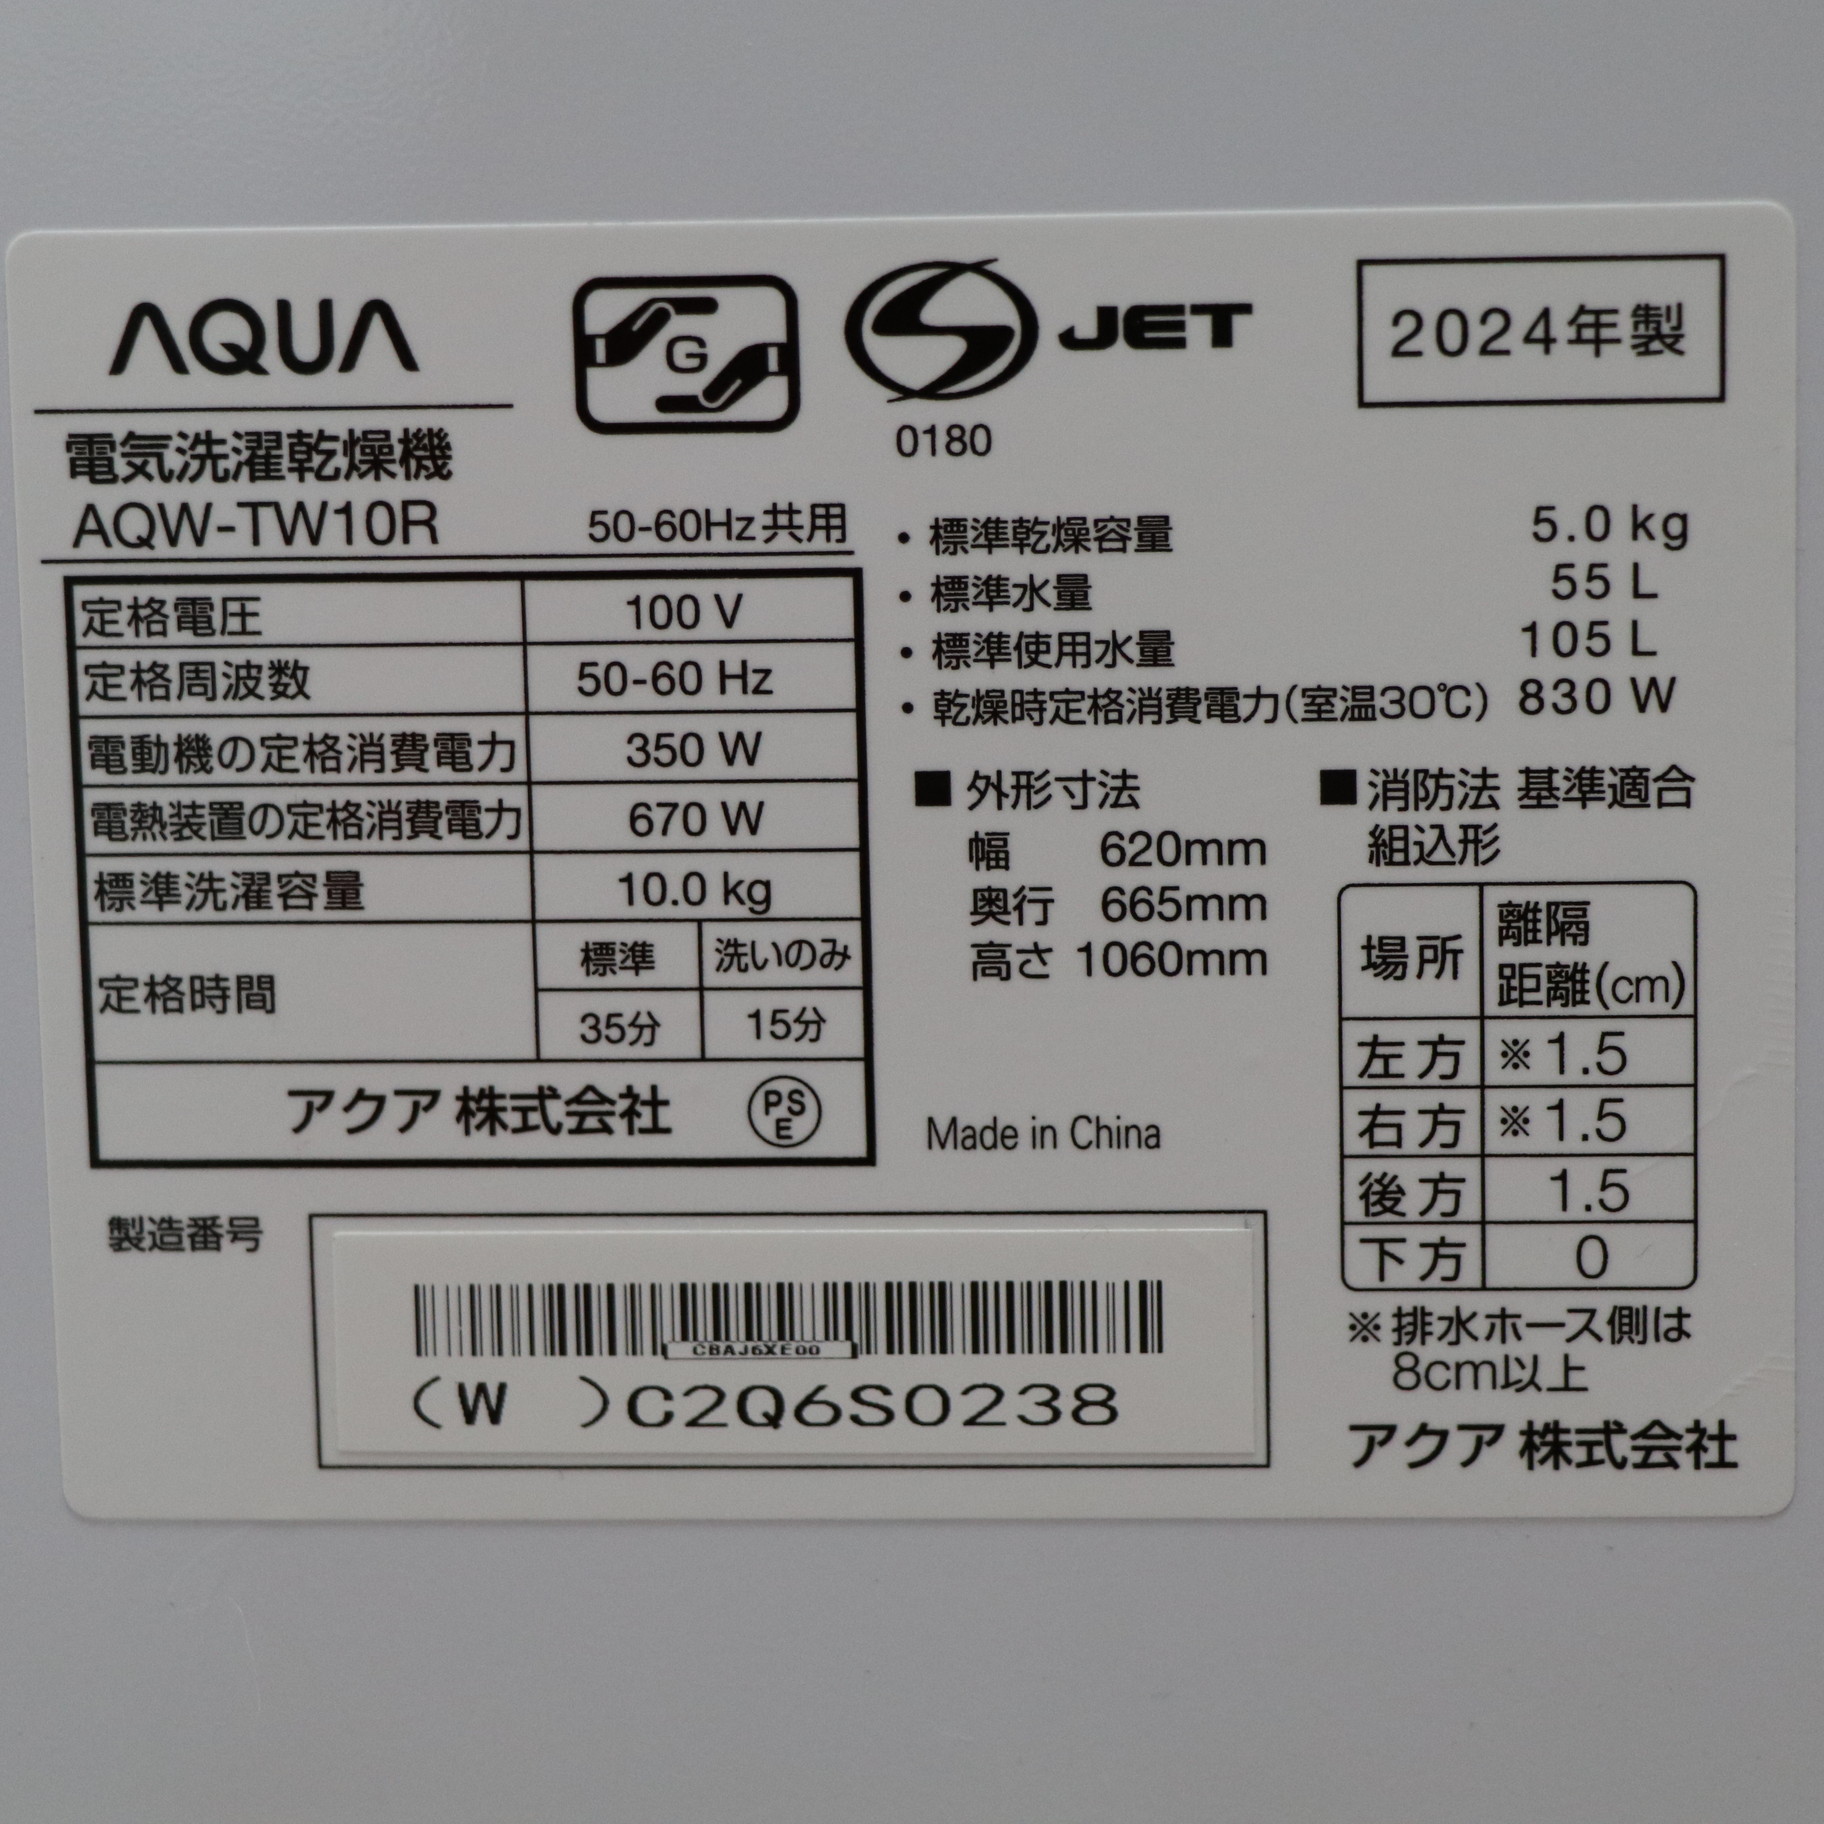 AQUA
G
JET
0180
2024年製
電気洗濯乾燥機
AQW-TW10R 50-60Hz共用
定格電圧 100 V
定格周波数 50-60 Hz
電動機の定格消費電力 350 W
電熱装置の定格消費電力 670 W
標準洗濯容量 10.0 kg
定格時間 標準 洗いのみ
35分 15分
アクア 株式会社 PSE
・標準乾燥容量 5.0 kg
・標準水量 55 L
・標準使用水量 105 L
・乾燥時定格消費電力(室温30℃) 830 W
■ 外形寸法
幅 620mm
奥行 665mm
高さ 1060mm
Made in China
■ 消防法 基準適合
組込形
場所 離隔
距離(cm)
左方 ※1.5
右方 ※1.5
後方 1.5
下方 0
※排水ホース側は
8cm以上
アクア 株式会社
製造番号
CBAJ6XE00
(W )C2Q6S0238